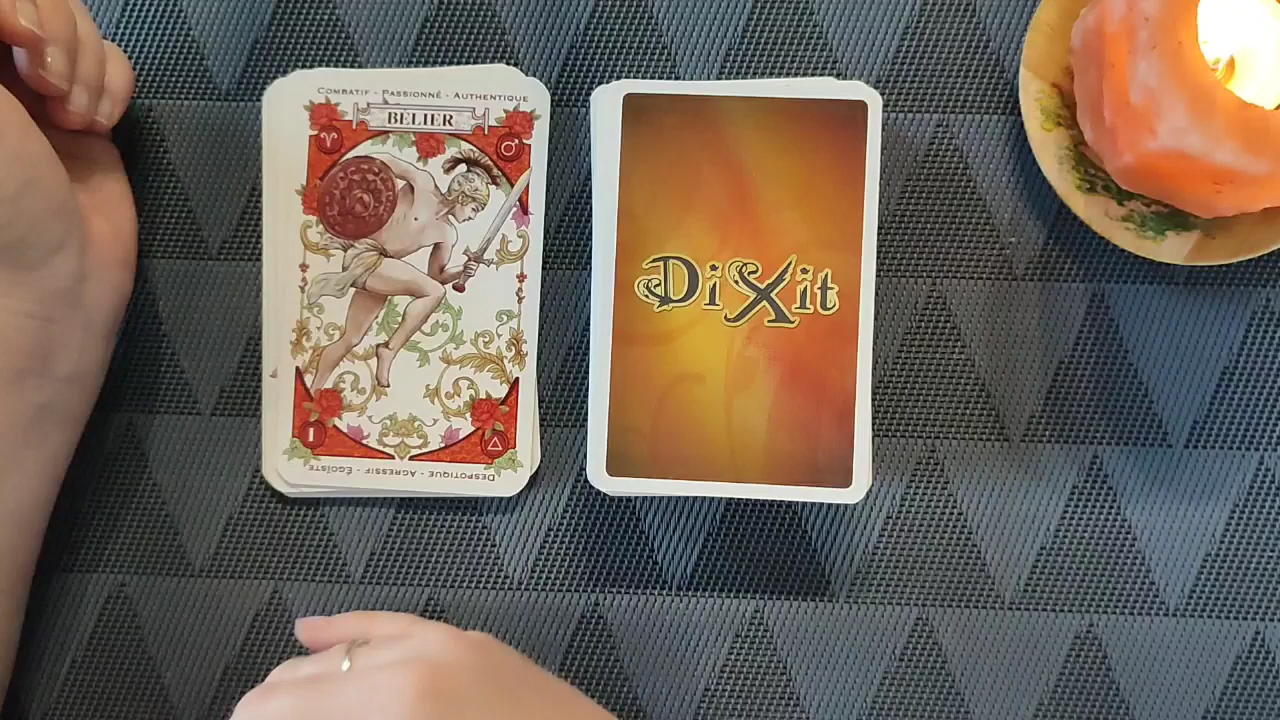 COMBATIF - PASSIONNÉ - AUTHENTIQUE
BÉLIER
I
DESPOTIQUE - AGRESSIF - ÉGOÏSTE
DiXit